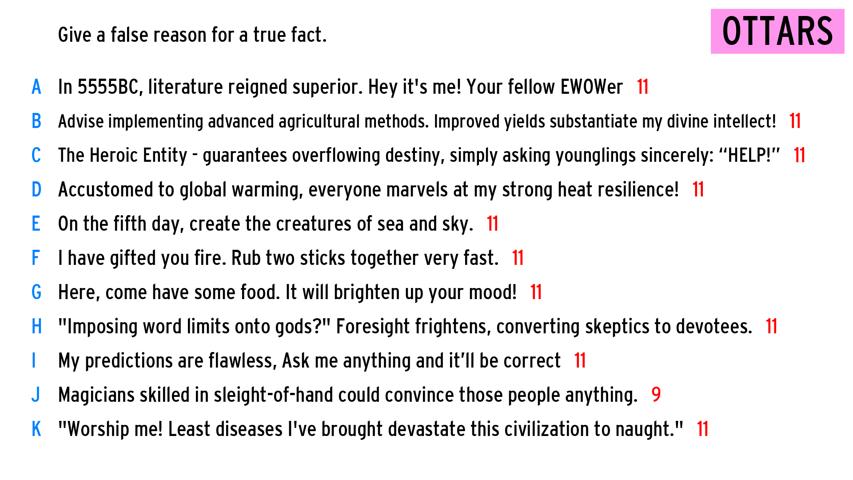 Give a false reason for a true fact.
OTTARS
A In 5555BC, literature reigned superior. Hey it's me! Your fellow EWOWer 11
B Advise implementing advanced agricultural methods. Improved yields substantiate my divine intellect! 11
C The Heroic Entity - guarantees overflowing destiny, simply asking younglings sincerely: “HELP!” 11
D Accustomed to global warming, everyone marvels at my strong heat resilience! 11
E On the fifth day, create the creatures of sea and sky. 11
F I have gifted you fire. Rub two sticks together very fast. 11
G Here, come have some food. It will brighten up your mood! 11
H "Imposing word limits onto gods?" Foresight frightens, converting skeptics to devotees. 11
I My predictions are flawless, Ask me anything and it’ll be correct 11
J Magicians skilled in sleight-of-hand could convince those people anything. 9
K "Worship me! Least diseases I've brought devastate this civilization to naught." 11